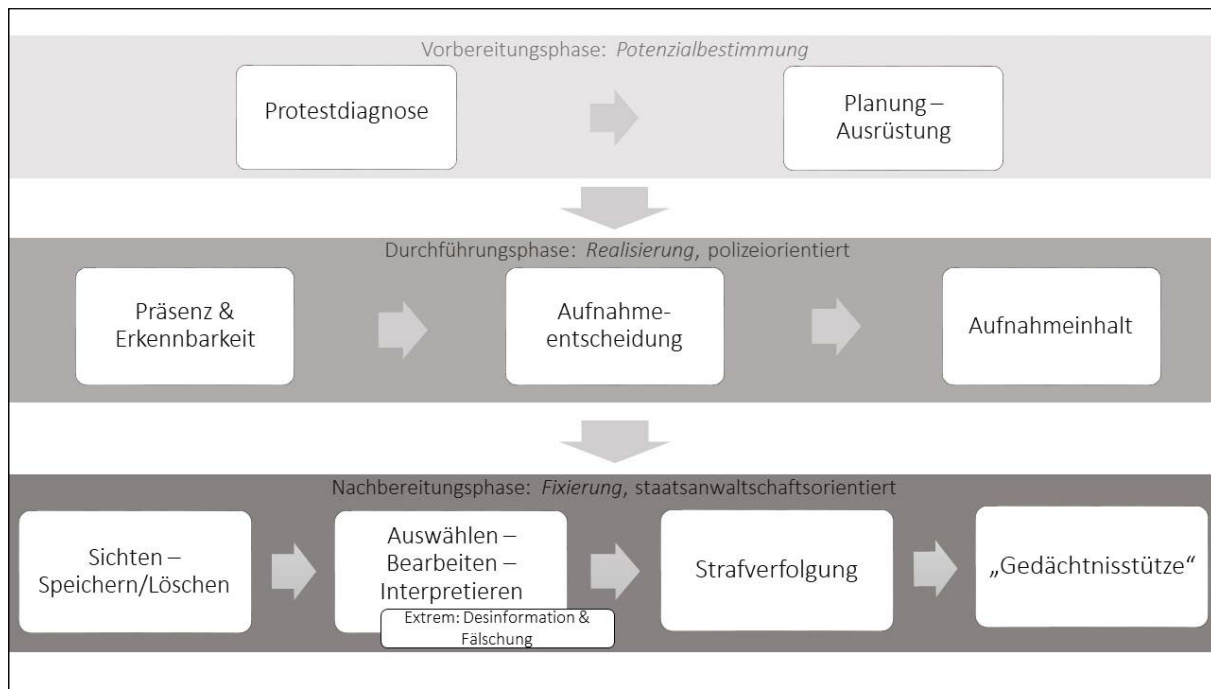 Vorbereitungsphase: Potenzialbestimmung
Protestdiagnose
Planung –
Ausrüstung
Durchführungsphase: Realisierung, polizeiorientiert
Präsenz &
Erkennbarkeit
Aufnahme-
entscheidung
Aufnahmeinhalt
Nachbereitungsphase: Fixierung, staatsanwaltschaftsorientiert
Sichten –
Speichern/Löschen
Auswählen –
Bearbeiten –
Interpretieren
Extrem: Desinformation &
Fälschung
Strafverfolgung
„Gedächtnisstütze“